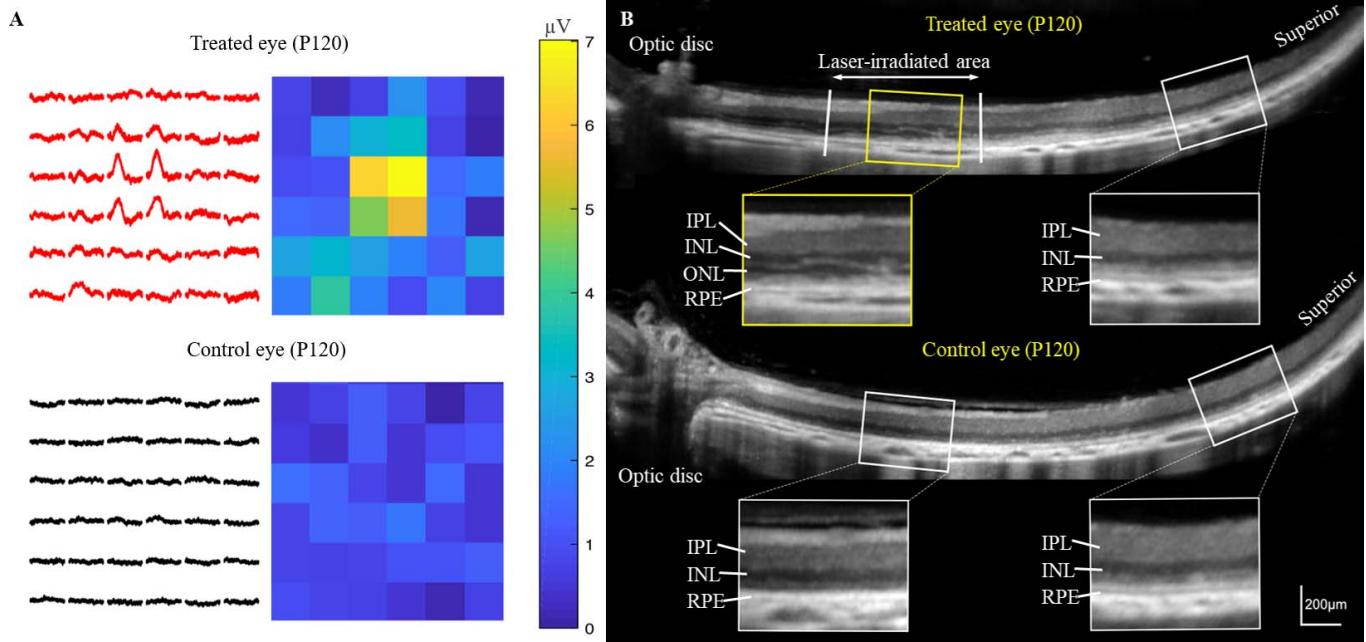 A
Treated eye (P120)
µV
7
6
5
4
3
2
1
0
Control eye (P120)
B
Treated eye (P120)
Optic disc
Laser-irradiated area
Superior
IPL
INL
ONL
RPE
IPL
INL
RPE
Control eye (P120)
Superior
Optic disc
IPL
INL
RPE
IPL
INL
RPE
200µm